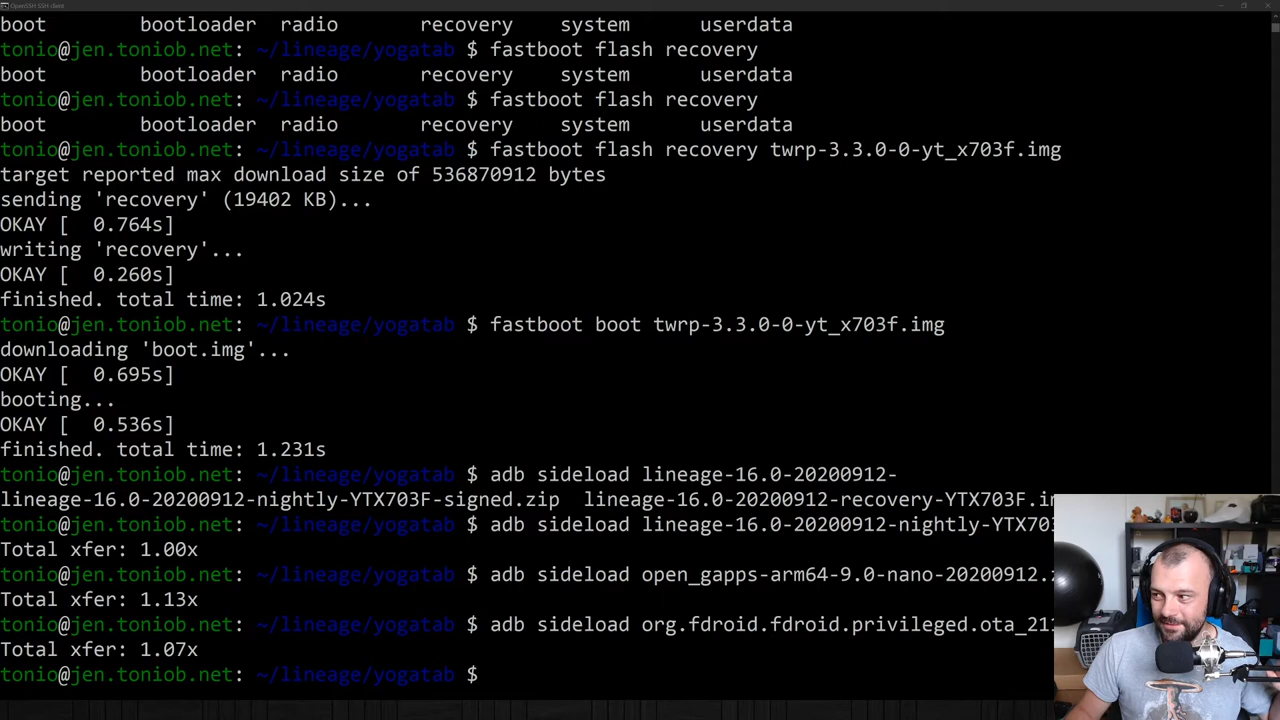 OpenSSH SSH client
boot bootloader radio recovery system userdata
tonio@jen.toniob.net: ~/lineage/yogatab $ fastboot flash recovery
boot bootloader radio recovery system userdata
tonio@jen.toniob.net: ~/lineage/yogatab $ fastboot flash recovery
boot bootloader radio recovery system userdata
tonio@jen.toniob.net: ~/lineage/yogatab $ fastboot flash recovery twrp-3.3.0-0-yt_x703f.img
target reported max download size of 536870912 bytes
sending 'recovery' (19402 KB)...
OKAY [  0.764s]
writing 'recovery'...
OKAY [  0.260s]
finished. total time: 1.024s
tonio@jen.toniob.net: ~/lineage/yogatab $ fastboot boot twrp-3.3.0-0-yt_x703f.img
downloading 'boot.img'...
OKAY [  0.695s]
booting...
OKAY [  0.536s]
finished. total time: 1.231s
tonio@jen.toniob.net: ~/lineage/yogatab $ adb sideload lineage-16.0-20200912-
lineage-16.0-20200912-nightly-YTX703F-signed.zip lineage-16.0-20200912-recovery-YTX703F.i
tonio@jen.toniob.net: ~/lineage/yogatab $ adb sideload lineage-16.0-20200912-nightly-YTX703
Total xfer: 1.00x
tonio@jen.toniob.net: ~/lineage/yogatab $ adb sideload open_gapps-arm64-9.0-nano-20200912.
Total xfer: 1.13x
tonio@jen.toniob.net: ~/lineage/yogatab $ adb sideload org.fdroid.fdroid.privileged.ota_211
Total xfer: 1.07x
tonio@jen.toniob.net: ~/lineage/yogatab $